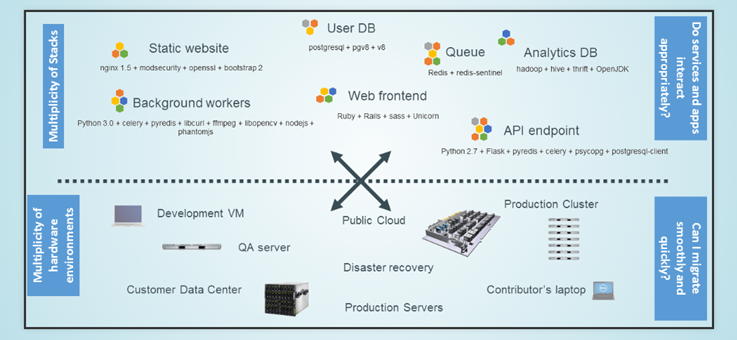 Multiplicity of Stacks
Static website
nginx 1.5 + modsecurity + openssl + bootstrap 2
User DB
postgresql + pgv8 + v8
Queue
Redis + redis-sentinel
Analytics DB
hadoop + hive + thrift + OpenJDK
Do services and apps
interact
appropriately?
Background workers
Python 3.0 + celery + pyredis + libcurl + ffmpeg + libopencv + nodejs +
phantomjs
Web frontend
Ruby + Rails + sass + Unicorn
API endpoint
Python 2.7 + Flask + pyredis + celery + psycopg + postgresql-client
Multiplicity of
hardware
environments
Development VM
QA server
Customer Data Center
Public Cloud
Disaster recovery
Production Servers
Production Cluster
Contributor's laptop
Can I migrate
smoothly and
quickly?